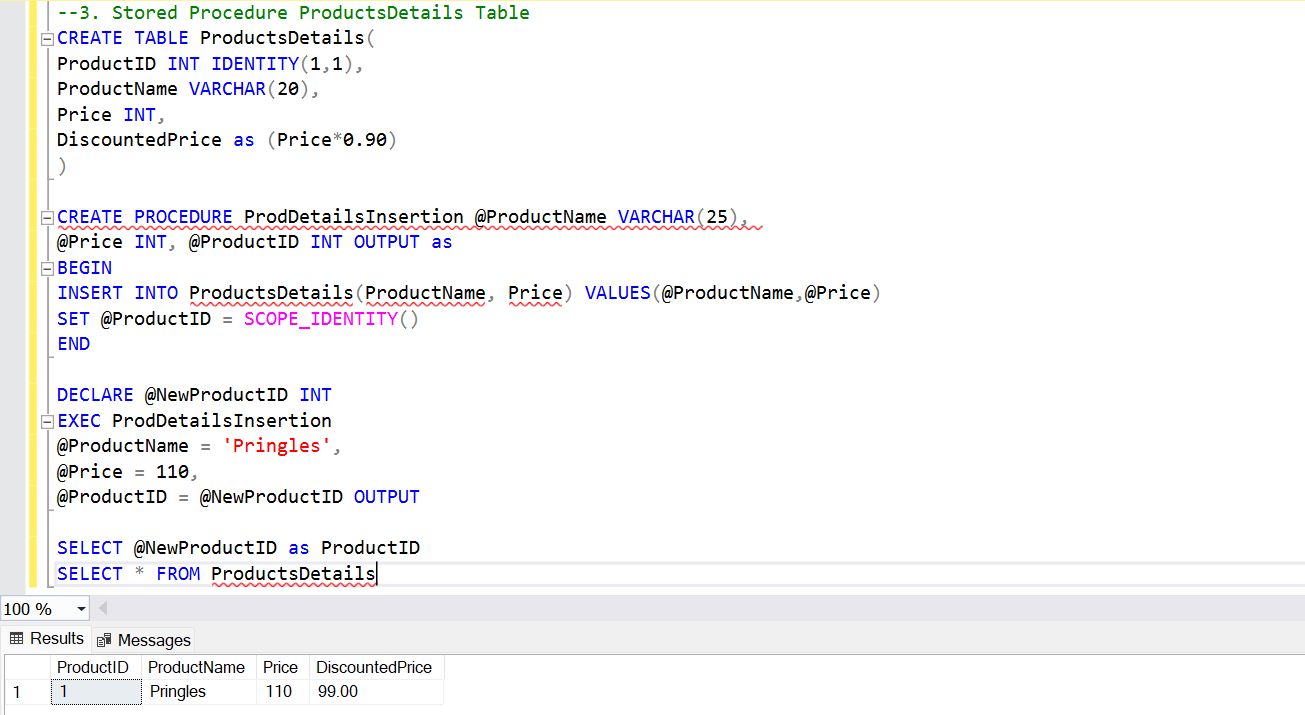 --3. Stored Procedure ProductsDetails Table
CREATE TABLE ProductsDetails(
ProductID INT IDENTITY(1,1),
ProductName VARCHAR(20),
Price INT,
DiscountedPrice as (Price*0.90)
)
CREATE PROCEDURE ProdDetailsInsertion @ProductName VARCHAR(25),
@Price INT, @ProductID INT OUTPUT as
BEGIN
INSERT INTO ProductsDetails(ProductName, Price) VALUES(@ProductName,@Price)
SET @ProductID = SCOPE_IDENTITY()
END
DECLARE @NewProductID INT
EXEC ProdDetailsInsertion
@ProductName = 'Pringles',
@Price = 110,
@ProductID = @NewProductID OUTPUT
SELECT @NewProductID as ProductID
SELECT * FROM ProductsDetails
100 %
Results Messages
ProductID ProductName Price DiscountedPrice
1 1 Pringles 110 99.00